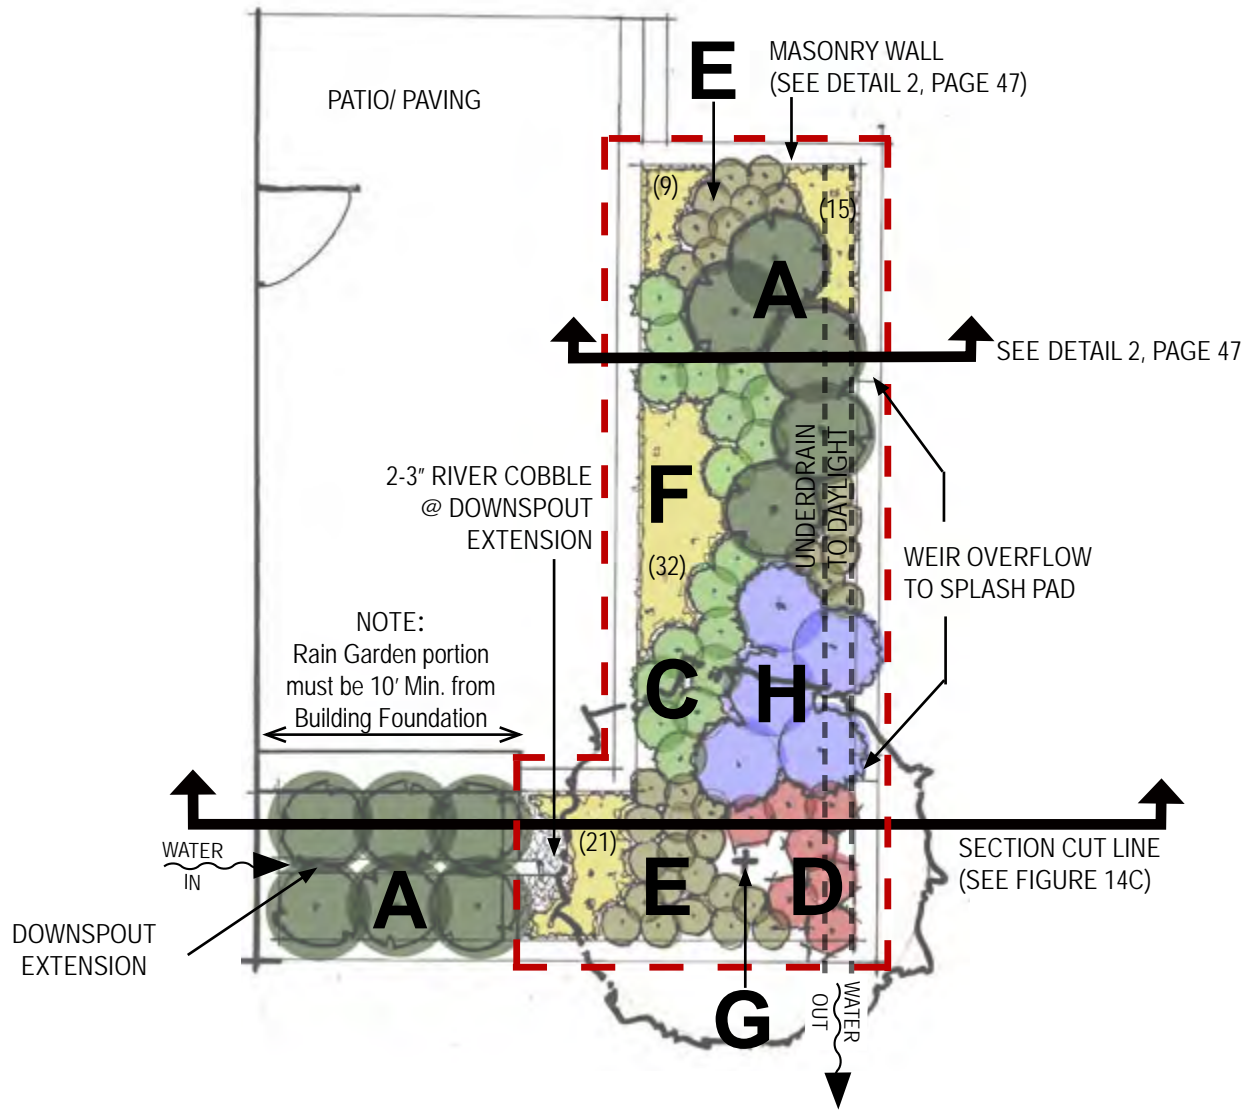 E
MASONRY WALL
(SEE DETAIL 2, PAGE 47)
PATIO/ PAVING
(9)
(15)
A
SEE DETAIL 2, PAGE 47
2-3" RIVER COBBLE
@ DOWNSPOUT
EXTENSION
F
(32)
UNDERDRAIN
TO DAYLIGHT
WEIR OVERFLOW
TO SPLASH PAD
NOTE:
Rain Garden portion
must be 10' Min. from
Building Foundation
C
H
WATER
IN
(21)
SECTION CUT LINE
(SEE FIGURE 14C)
A
E
D
DOWNSPOUT
EXTENSION
G
WATER
OUT